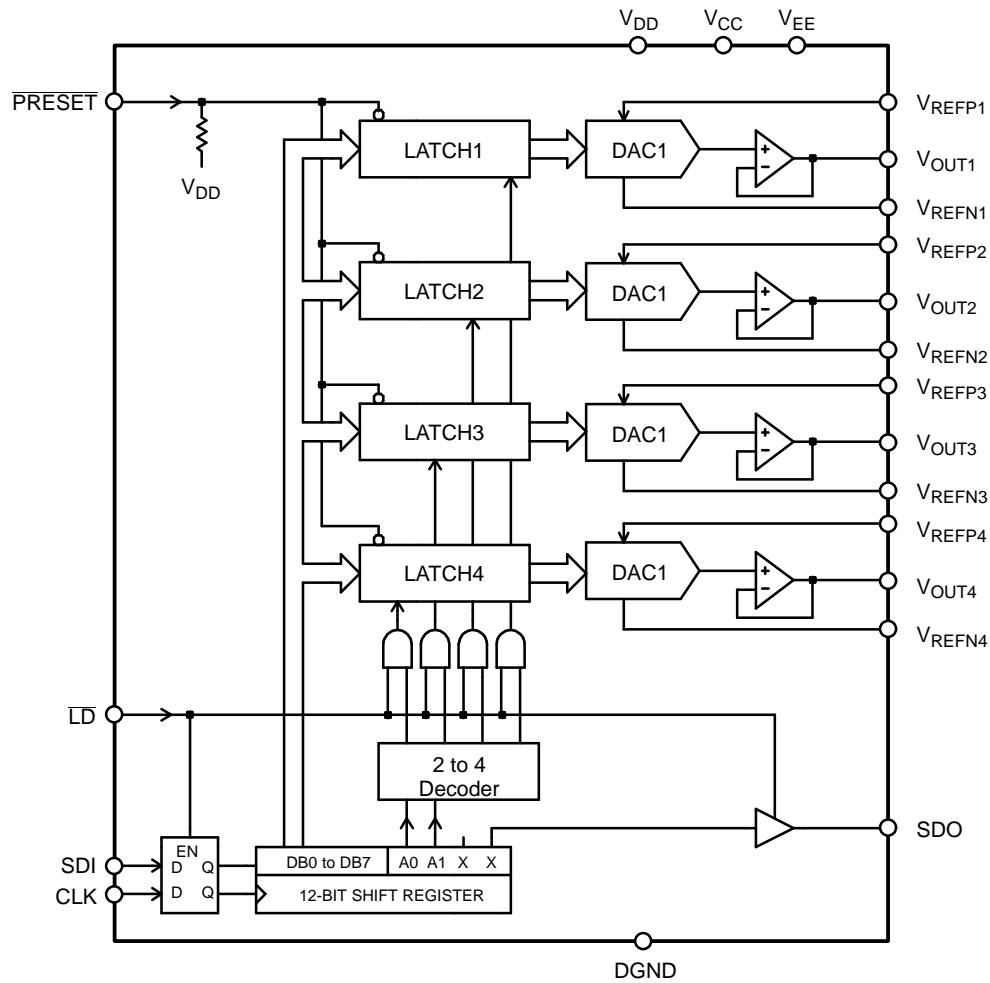 VDD VCC VEE
PRESET
VREFP1
LATCH1
DAC1
+
−
VOUT1
VDD
VREFN1
VREFP2
LATCH2
DAC1
+
−
VOUT2
VREFN2
VREFP3
LATCH3
DAC1
+
−
VOUT3
VREFN3
VREFP4
LATCH4
DAC1
+
−
VOUT4
VREFN4
LD
2 to 4
Decoder
SDO
EN
SDI
D Q
DB0 to DB7 A0 A1 X X
CLK
D Q
12-BIT SHIFT REGISTER
DGND